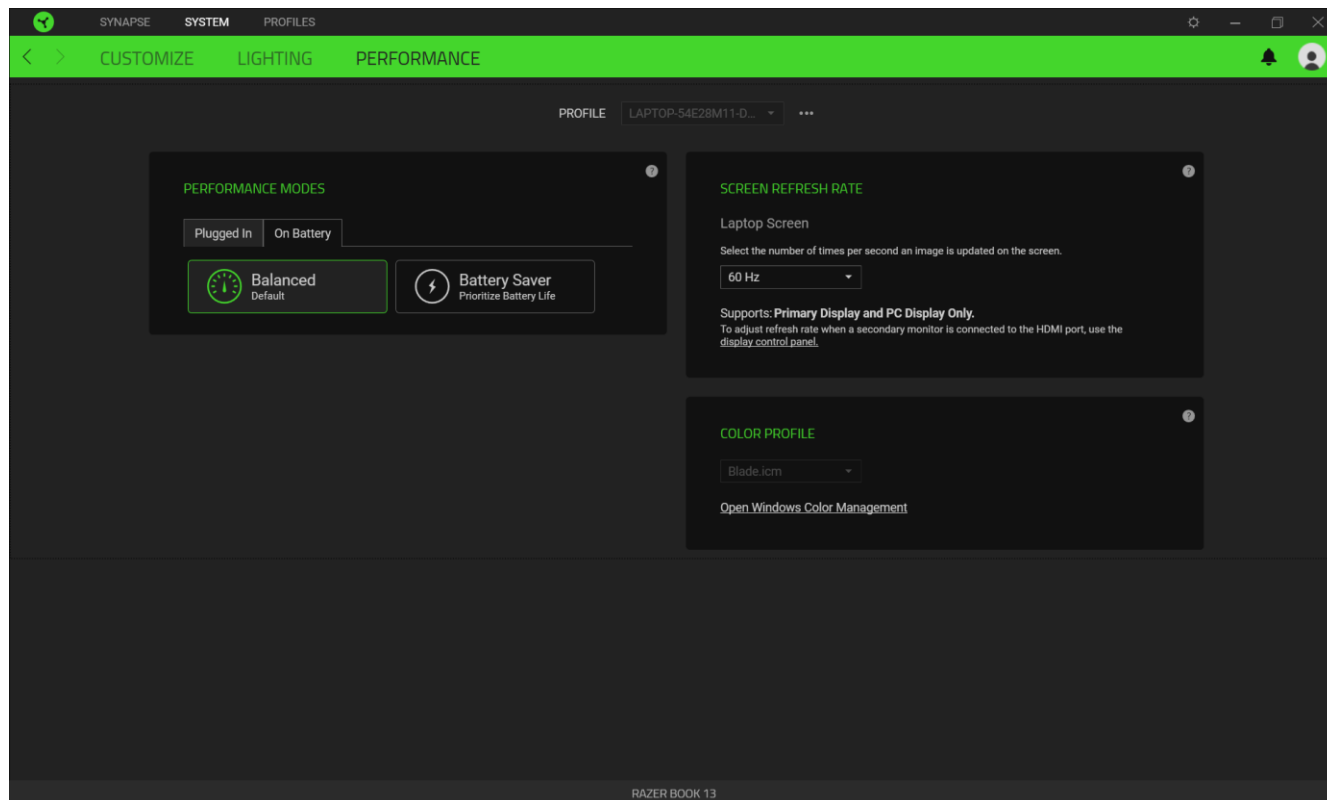 SYNAPSE SYSTEM PROFILES
CUSTOMIZE LIGHTING PERFORMANCE
PROFILE LAPTOP-54E28M11-D... •••
PERFORMANCE MODES
Plugged In On Battery
Balanced
Default
Battery Saver
Prioritize Battery Life
SCREEN REFRESH RATE
Laptop Screen
Select the number of times per second an image is updated on the screen.
60 Hz
Supports: Primary Display and PC Display Only.
To adjust refresh rate when a secondary monitor is connected to the HDMI port, use the
display control panel.
COLOR PROFILE
Blade.icm
Open Windows Color Management
RAZER BOOK 13